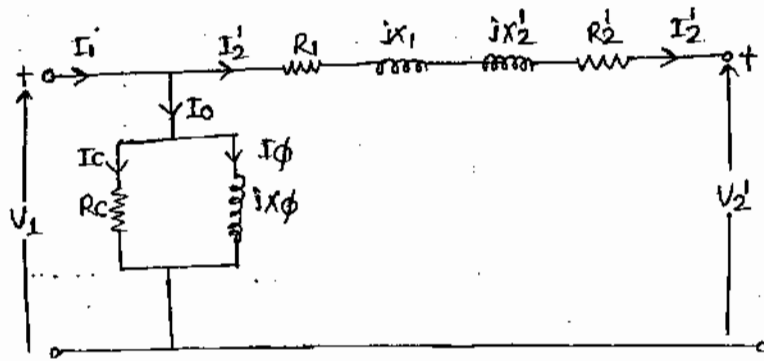 I₁ I₂' R₁ jX₁ jX₂' R₂' I₂'
+ +
I₀
Ic Iφ
Rc jXφ
V₁ V₂'